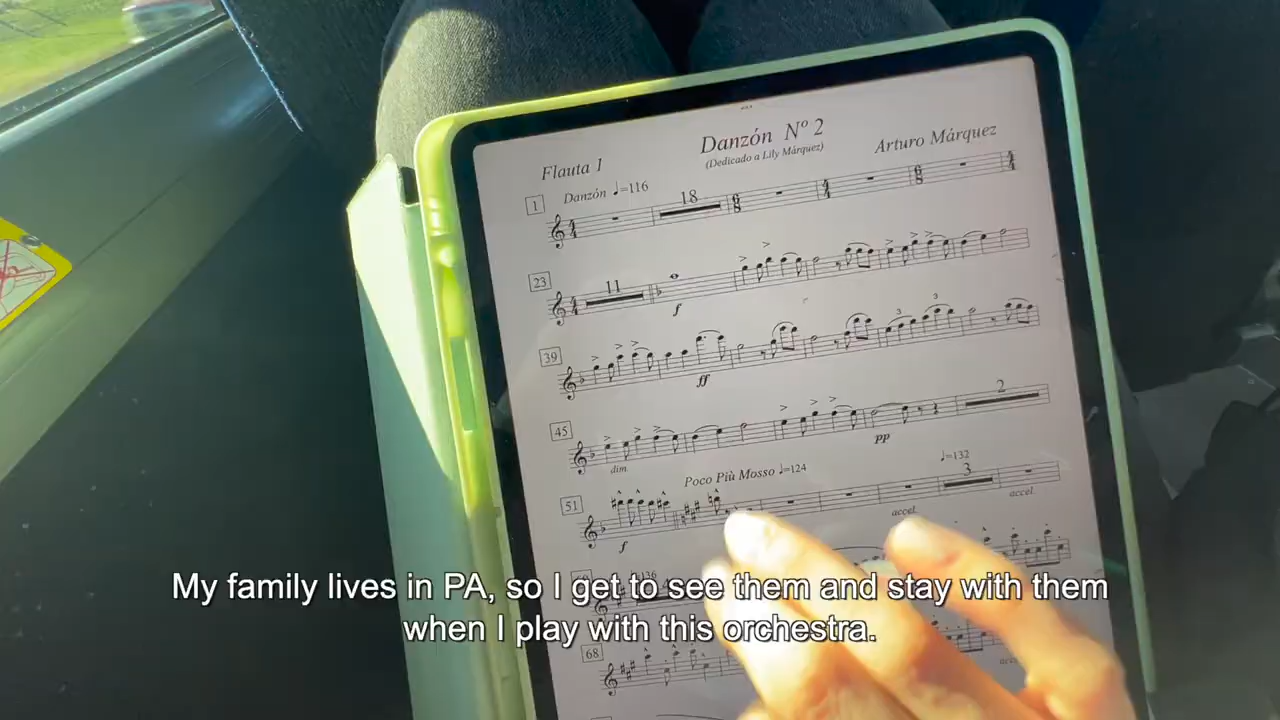 Danzón Nº 2
(Dedicado a Lily Márquez)
Flauta 1
Arturo Márquez
1
Danzón ♩=116
18
23
11
f
39
3
3
ff
45
dim.
pp
2
Poco Più Mosso ♩=124
♩=132
51
3
accel.
accel.
f
68
My family lives in PA, so I get to see them and stay with them
when I play with this orchestra.